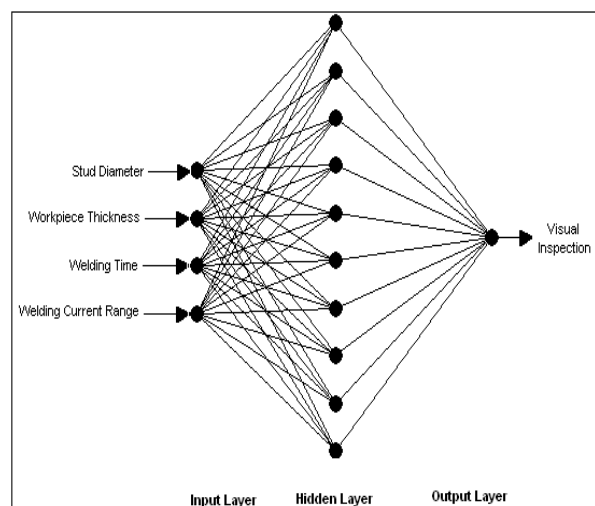 Stud Diameter
Workpiece Thickness
Welding Time
Welding Current Range
Visual
Inspection
Input Layer
Hidden Layer
Output Layer